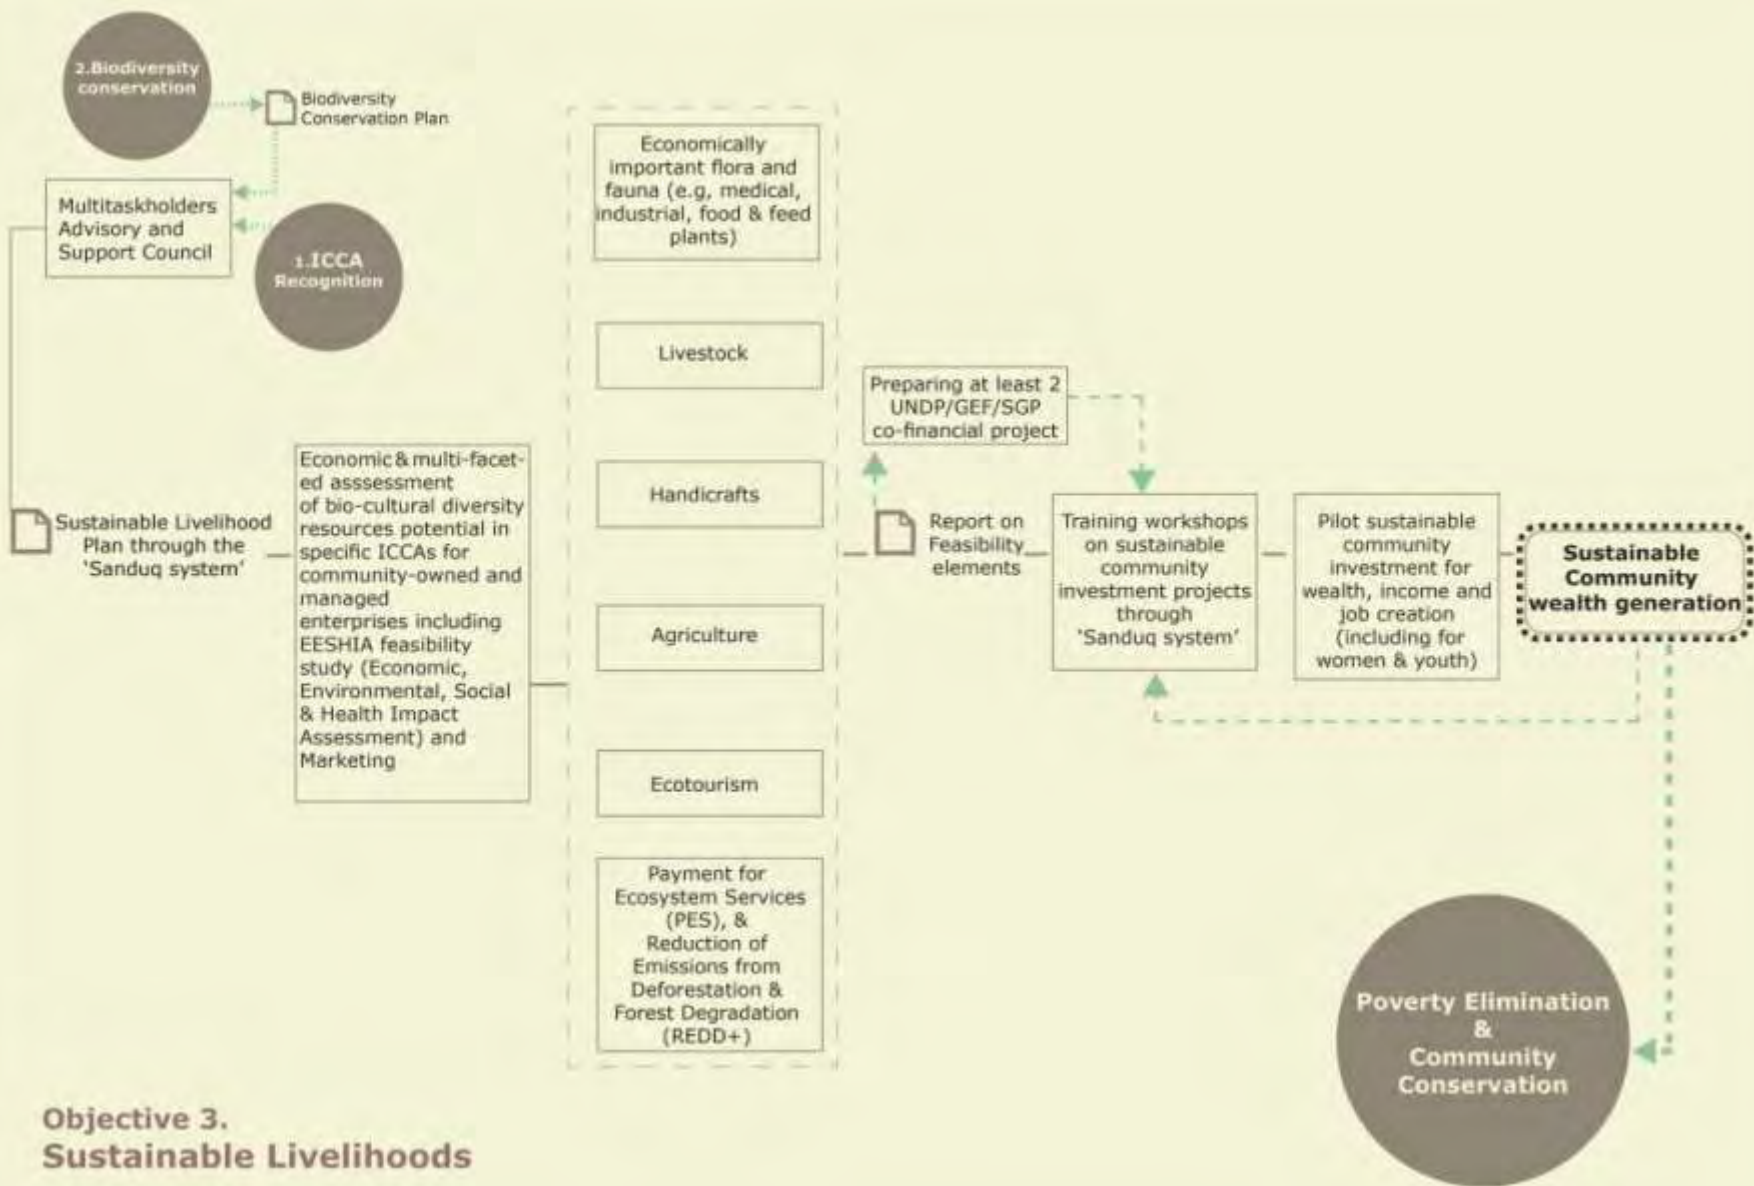 2.Biodiversity
conservation
Biodiversity
Conservation Plan
Multitaskholders
Advisory and
Support Council
1.ICCA
Recognition
Sustainable Livelihood
Plan through the
‘Sanduq system’
Economic & multi-facet-
ed asssessment
of bio-cultural diversity
resources potential in
specific ICCAs for
community-owned and
managed
enterprises including
EESHIA feasibility
study (Economic,
Environmental, Social
& Health Impact
Assessment) and
Marketing
Economically
important flora and
fauna (e.g, medical,
industrial, food & feed
plants)
Livestock
Handicrafts
Agriculture
Ecotourism
Payment for
Ecosystem Services
(PES), &
Reduction of
Emissions from
Deforestation &
Forest Degradation
(REDD+)
Preparing at least 2
UNDP/GEF/SGP
co-financial project
Report on
Feasibility
elements
Training workshops
on sustainable
community
investment projects
through
‘Sanduq system’
Pilot sustainable
community
investment for
wealth, income and
job creation
(including for
women & youth)
Sustainable
Community
wealth generation
Poverty Elimination
&
Community
Conservation
Objective 3.
Sustainable Livelihoods